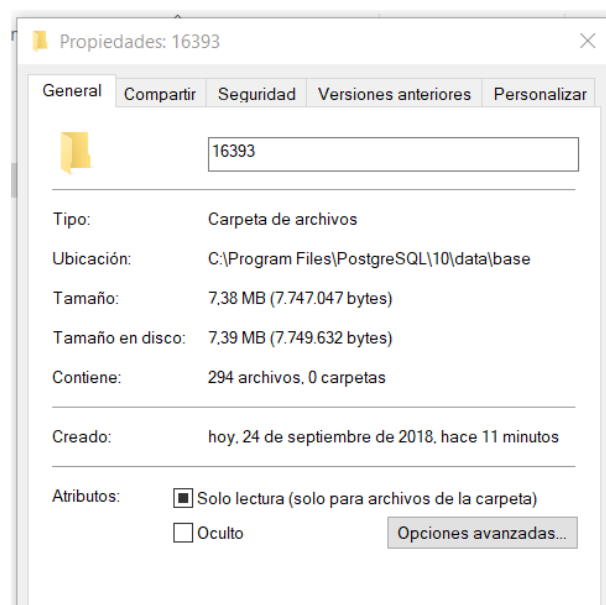 Propiedades: 16393
General Compartir Seguridad Versiones anteriores Personalizar
16393
Tipo: Carpeta de archivos
Ubicación: C:\Program Files\PostgreSQL\10\data\base
Tamaño: 7,38 MB (7.747.047 bytes)
Tamaño en disco: 7,39 MB (7.749.632 bytes)
Contiene: 294 archivos, 0 carpetas
Creado: hoy, 24 de septiembre de 2018, hace 11 minutos
Atributos: Solo lectura (solo para archivos de la carpeta)
Oculto Opciones avanzadas...